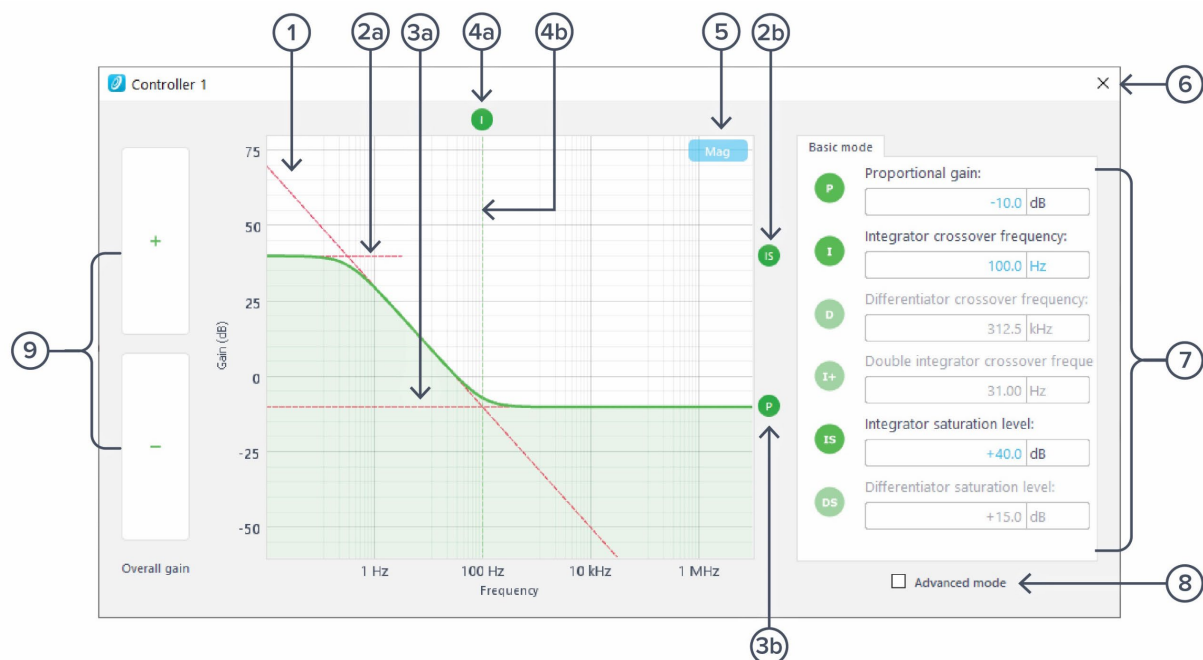 1
2a
3a
4a
4b
5
2b
Controller 1
6
I
75
Mag
Basic mode
P
Proportional gain:
-10.0 dB
50
+
I
Integrator crossover frequency:
100.0 Hz
IS
25
D
Differentiator crossover frequency:
312.5 kHz
9
Gain (dB)
7
0
I+
Double integrator crossover freque
31.00 Hz
P
IS
Integrator saturation level:
+40.0 dB
−
-25
DS
Differentiator saturation level:
+15.0 dB
-50
Overall gain
1 Hz
100 Hz
10 kHz
1 MHz
Frequency
Advanced mode
8
3b